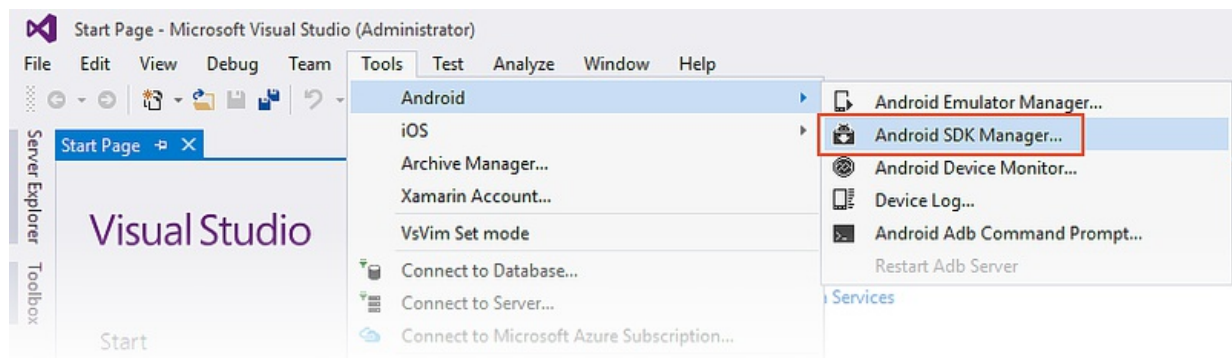 Start Page - Microsoft Visual Studio (Administrator)
File Edit View Debug Team Tools Test Analyze Window Help
Android
iOS
Archive Manager...
Xamarin Account...
VsVim Set mode
Connect to Database...
Connect to Server...
Connect to Microsoft Azure Subscription...
Android Emulator Manager...
Android SDK Manager...
Android Device Monitor...
Device Log...
Android Adb Command Prompt...
Restart Adb Server
Services
Server Explorer
Toolbox
Start Page
Visual Studio
Start